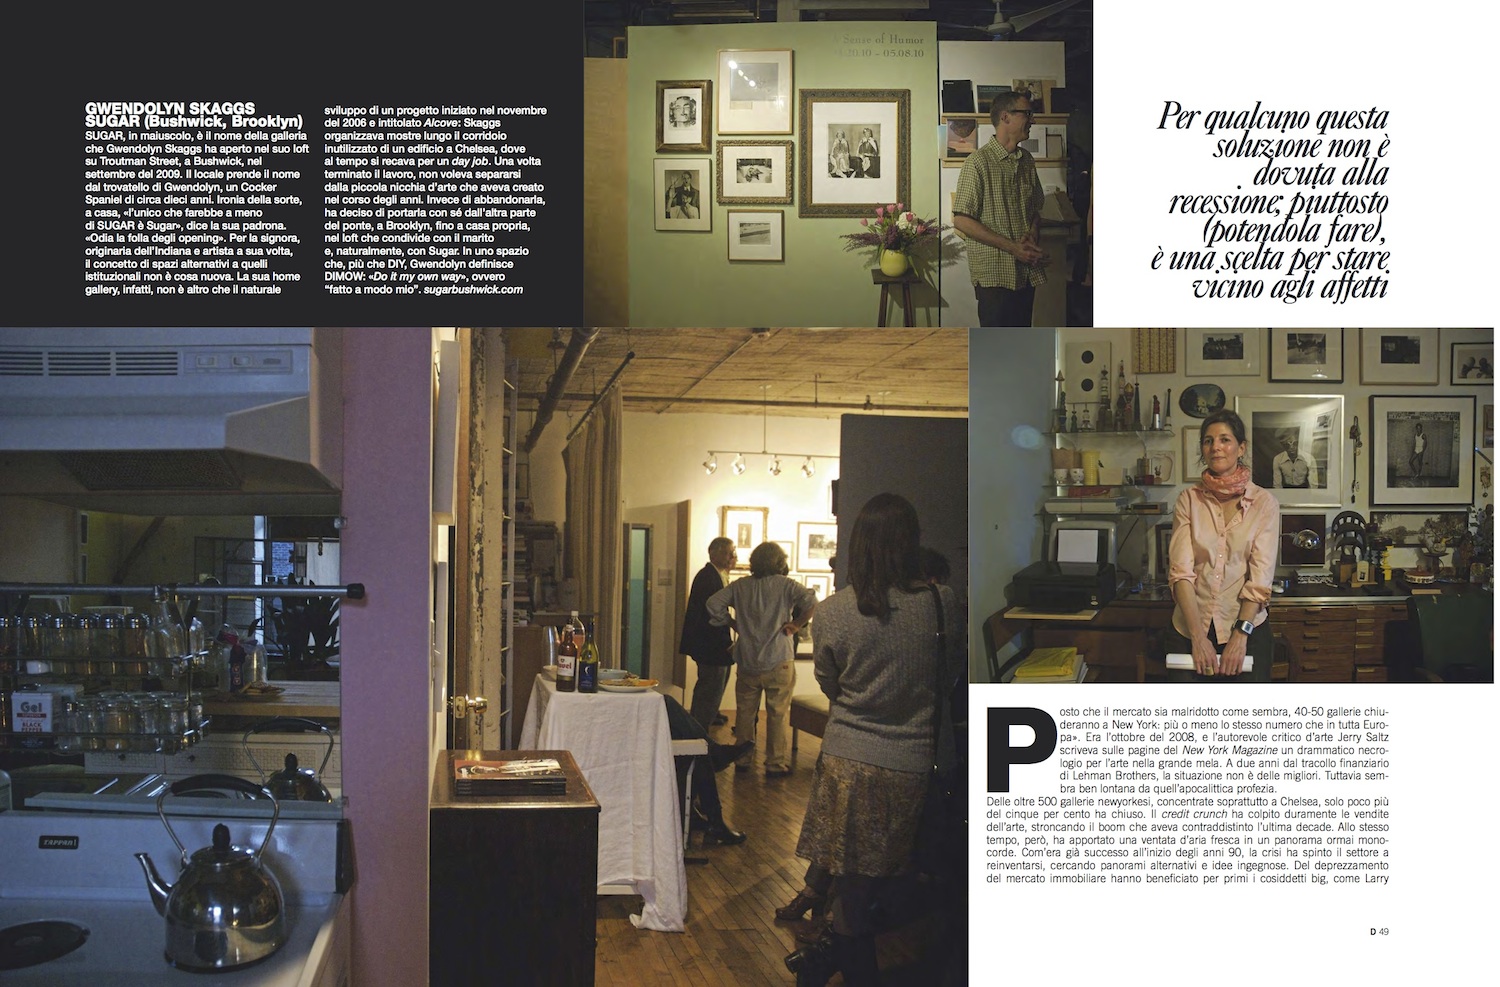 GWENDOLYN SKAGGS
SUGAR (Bushwick, Brooklyn)
SUGAR, in maiuscolo, è il nome della galleria
che Gwendolyn Skaggs ha aperto nel suo loft
su Troutman Street, a Bushwick, nel
settembre del 2009. Il locale prende il nome
dal trovatello di Gwendolyn, un Cocker
Spaniel di circa dieci anni. Ironia della sorte,
a casa, «l'unico che farebbe a meno
di SUGAR è Sugar», dice la sua padrona.
«Odia la folla degli opening». Per la signora,
originaria dell'Indiana e artista a sua volta,
il concetto di spazi alternativi a quelli
istituzionali non è cosa nuova. La sua home
gallery, infatti, non è altro che il naturale
sviluppo di un progetto iniziato nel novembre
del 2006 e intitolato Alcove: Skaggs
organizzava mostre lungo il corridoio
inutilizzato di un edificio a Chelsea, dove
al tempo si recava per un day job. Una volta
terminato il lavoro, non voleva separarsi
dalla piccola nicchia d'arte che aveva creato
nel corso degli anni. Invece di abbandonarla,
ha deciso di portarla con sé dall'altra parte
del ponte, a Brooklyn, fino a casa propria,
nel loft che condivide con il marito
e, naturalmente, con Sugar. In uno spazio
che, più che DIY, Gwendolyn definisce
DIMOW: «Do it my own way», ovvero
"fatto a modo mio". sugarbushwick.com
Sense of Humor
05.08.10
Per qualcuno questa
soluzione non è
dovuta alla
recessione; piuttosto
(potendola fare),
è una scelta per stare
vicino agli affetti
Gel
BLACK
TAPPAN
Posto che il mercato sia malridotto come sembra, 40-50 gallerie chiu-
deranno a New York: più o meno lo stesso numero che in tutta Euro-
pa». Era l'ottobre del 2008, e l'autorevole critico d'arte Jerry Saltz
scriveva sulle pagine del New York Magazine un drammatico necro-
logio per l'arte nella grande mela. A due anni dal tracollo finanziario
di Lehman Brothers, la situazione non è delle migliori. Tuttavia sem-
bra ben lontana da quell'apocalittica profezia.
Delle oltre 500 gallerie newyorkesi, concentrate soprattutto a Chelsea, solo poco più
del cinque per cento ha chiuso. Il credit crunch ha colpito duramente le vendite
dell'arte, stroncando il boom che aveva contraddistinto l'ultima decade. Allo stesso
tempo, però, ha apportato una ventata d'aria fresca in un panorama ormai mono-
corde. Com'era già successo all'inizio degli anni 90, la crisi ha spinto il settore a
reinventarsi, cercando panorami alternativi e idee ingegnose. Del deprezzamento
del mercato immobiliare hanno beneficiato per primi i cosiddetti big, come Larry
D 49